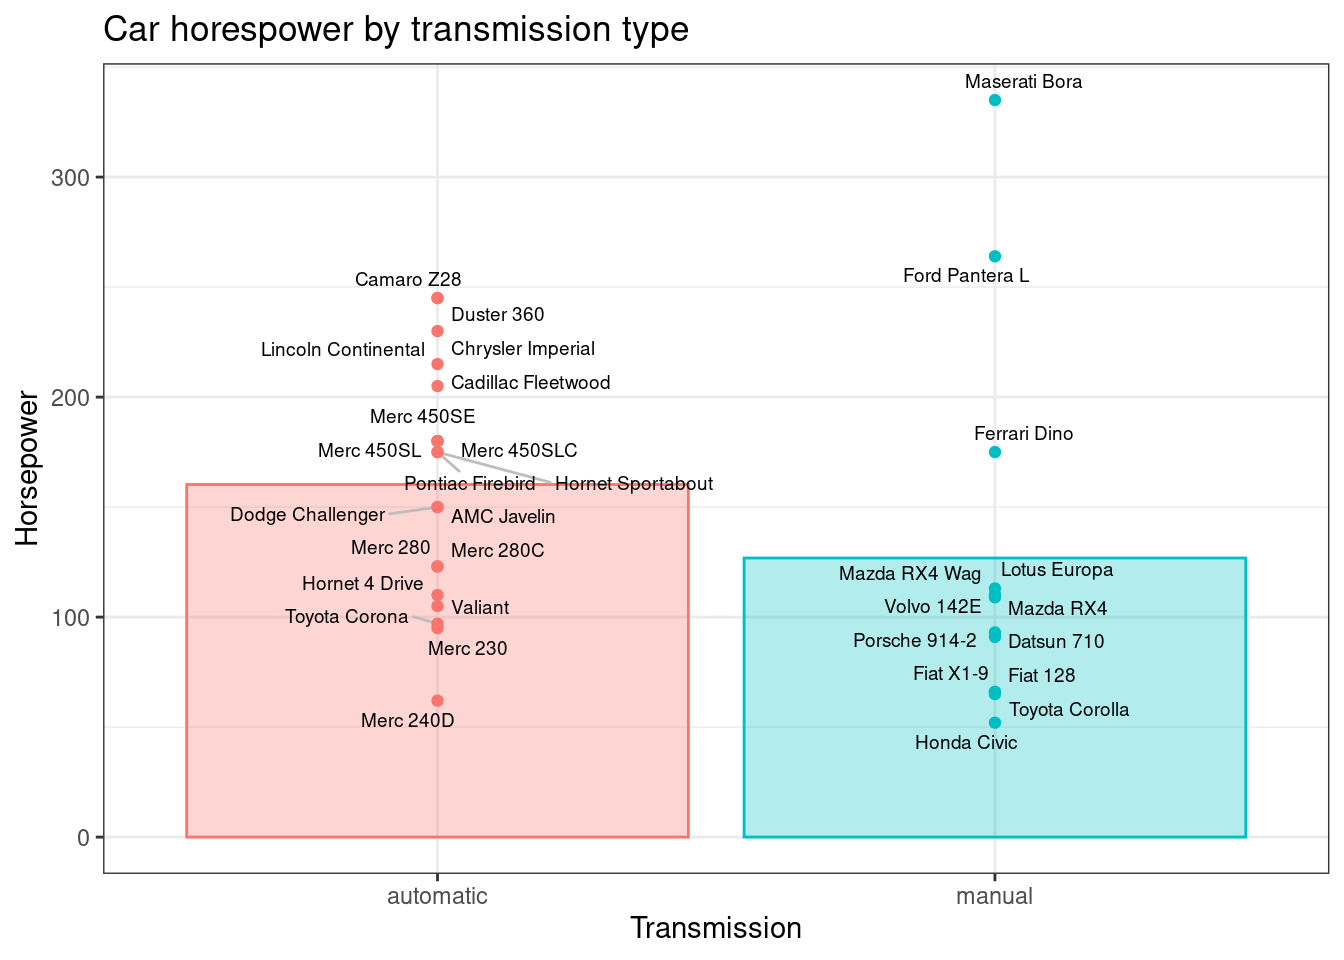 Car horespower by transmission type
Horsepower
300
200
100
0
Maserati Bora
Ford Pantera L
Camaro Z28
Duster 360
Lincoln Continental
Chrysler Imperial
Cadillac Fleetwood
Merc 450SE
Ferrari Dino
Merc 450SL
Merc 450SLC
Pontiac Firebird
Hornet Sportabout
Dodge Challenger
AMC Javelin
Merc 280
Merc 280C
Lotus Europa
Mazda RX4 Wag
Hornet 4 Drive
Valiant
Volvo 142E
Mazda RX4
Toyota Corona
Merc 230
Porsche 914-2
Datsun 710
Fiat X1-9
Fiat 128
Toyota Corolla
Merc 240D
Honda Civic
automatic
manual
Transmission